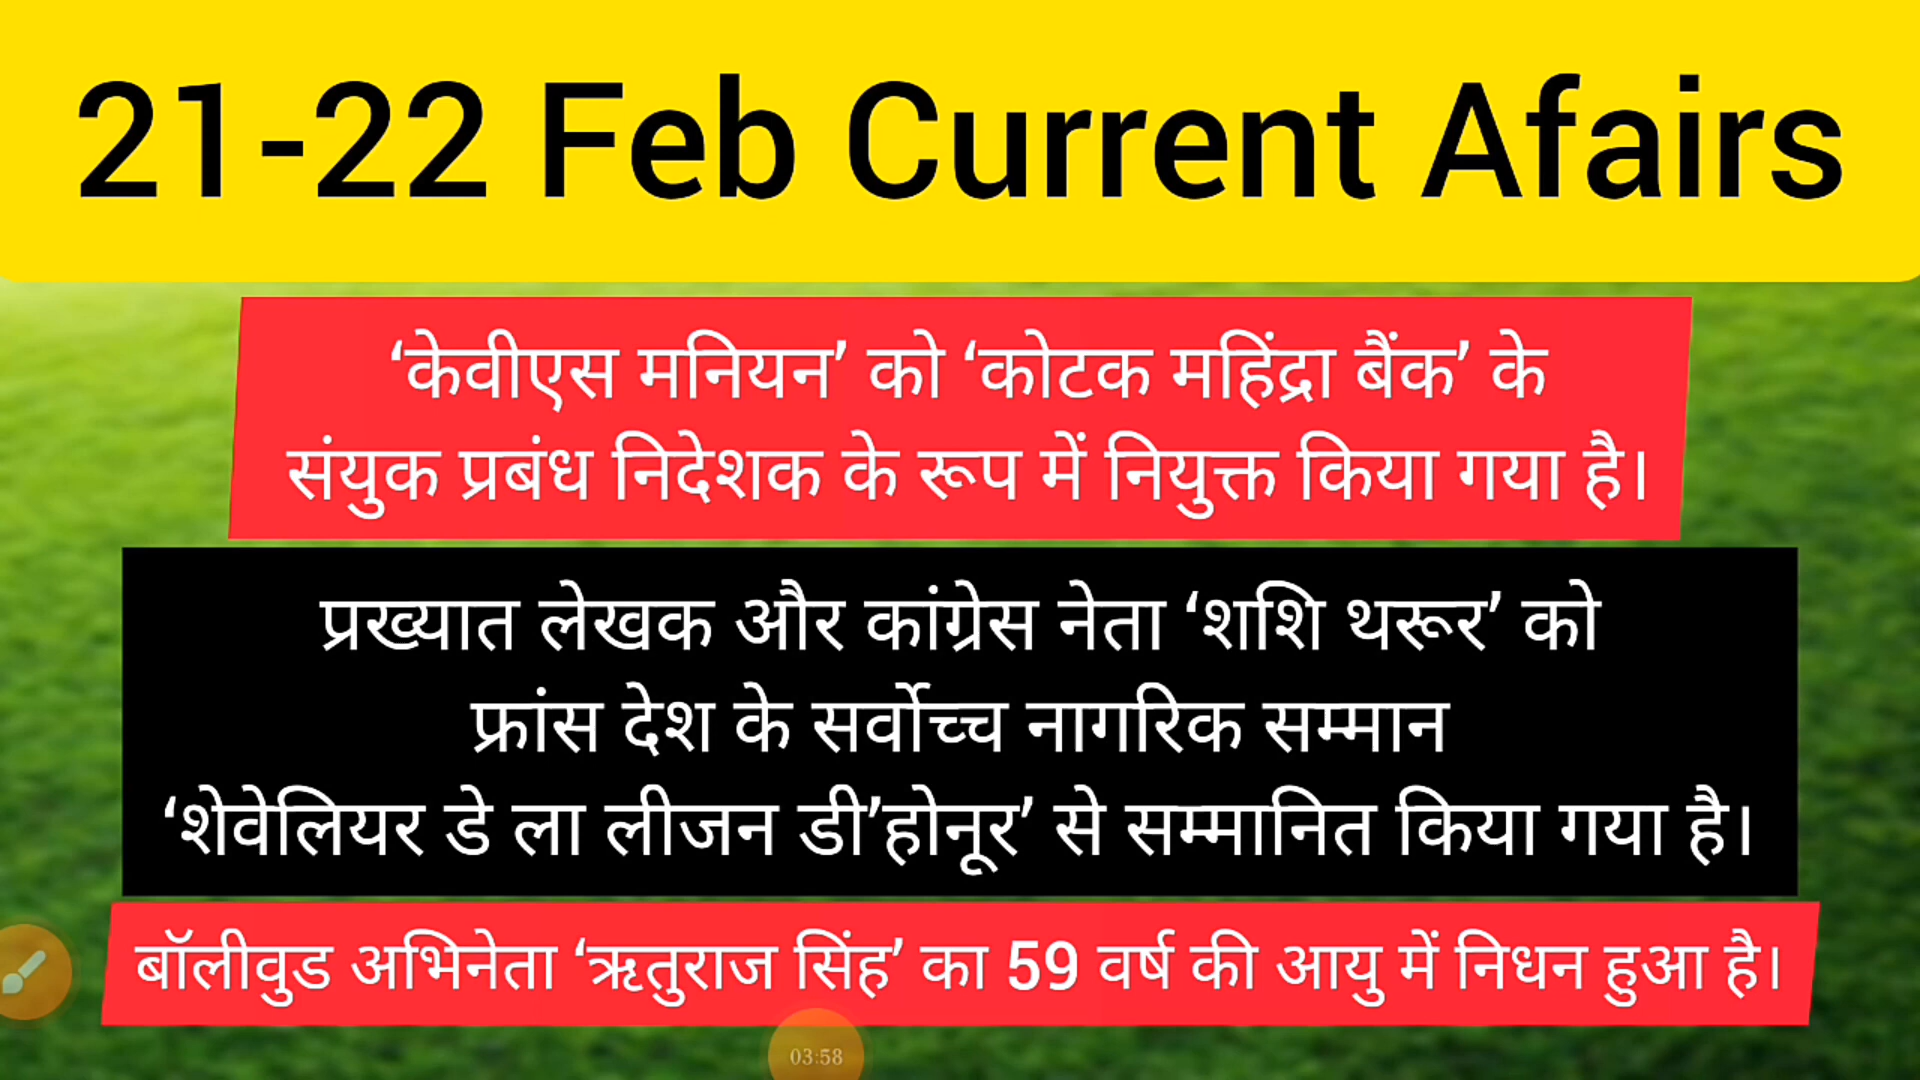 21-22 Feb Current Afairs
‘केवीएस मनियन’ को ‘कोटक महिंद्रा बैंक’ के
संयुक प्रबंध निदेशक के रूप में नियुक्त किया गया है।
प्रख्यात लेखक और कांग्रेस नेता ‘शशि थरूर’ को
फ्रांस देश के सर्वोच्च नागरिक सम्मान
‘शेवेलियर डे ला लीजन डी’होनूर’ से सम्मानित किया गया है।
बॉलीवुड अभिनेता ‘ऋतुराज सिंह’ का 59 वर्ष की आयु में निधन हुआ है।
03:58